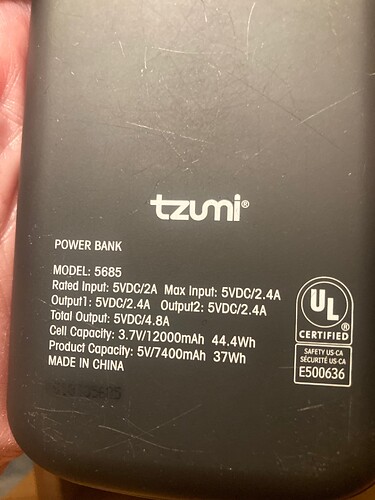 tzumi®
POWER BANK
MODEL: 5685
Rated Input: 5VDC/2A Max Input: 5VDC/2.4A
Output1: 5VDC/2.4A Output2: 5VDC/2.4A
Total Output: 5VDC/4.8A
Cell Capacity: 3.7V/12000mAh 44.4Wh
Product Capacity: 5V/7400mAh 37Wh
MADE IN CHINA
UL®
CERTIFIED
SAFETY US-CA
SÉCURITÉ US-CA
E500636